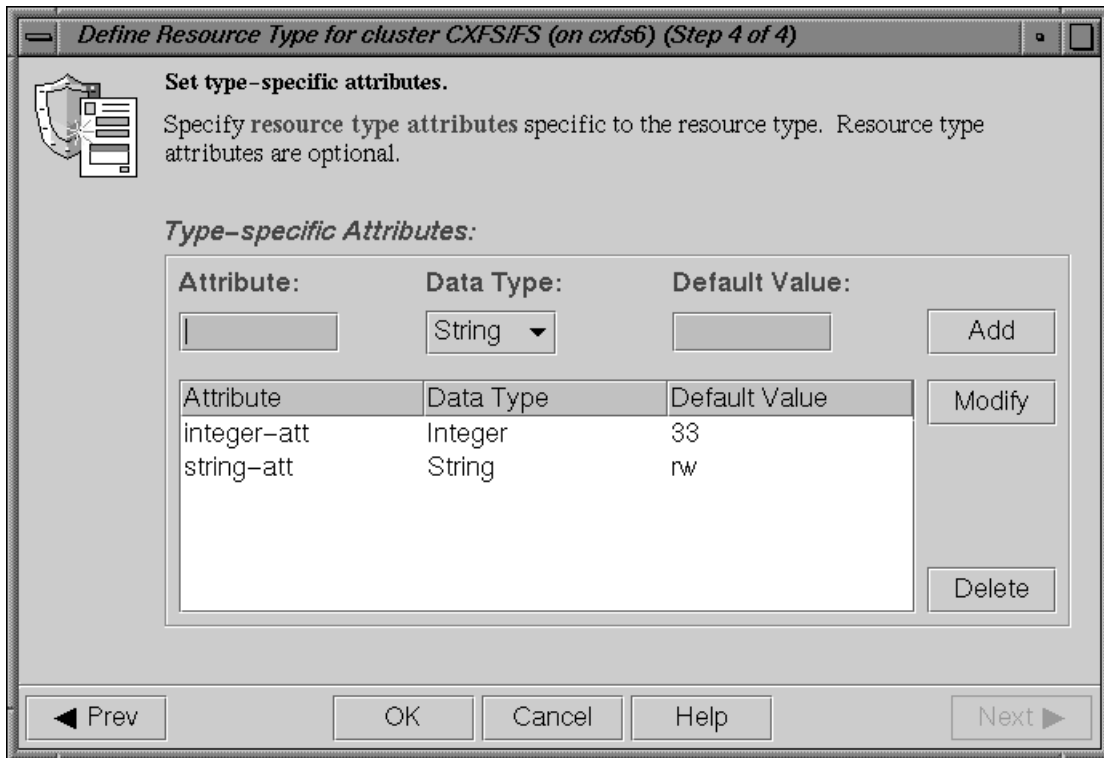 Define Resource Type for cluster CXFS/FS (on cxfs6) (Step 4 of 4)
Set type-specific attributes.
Specify resource type attributes specific to the resource type. Resource type
attributes are optional.
Type-specific Attributes:
Attribute: Data Type: Default Value:
String Add
Attribute Data Type Default Value Modify
integer-att Integer 33
string-att String rw
Delete
Prev OK Cancel Help Next